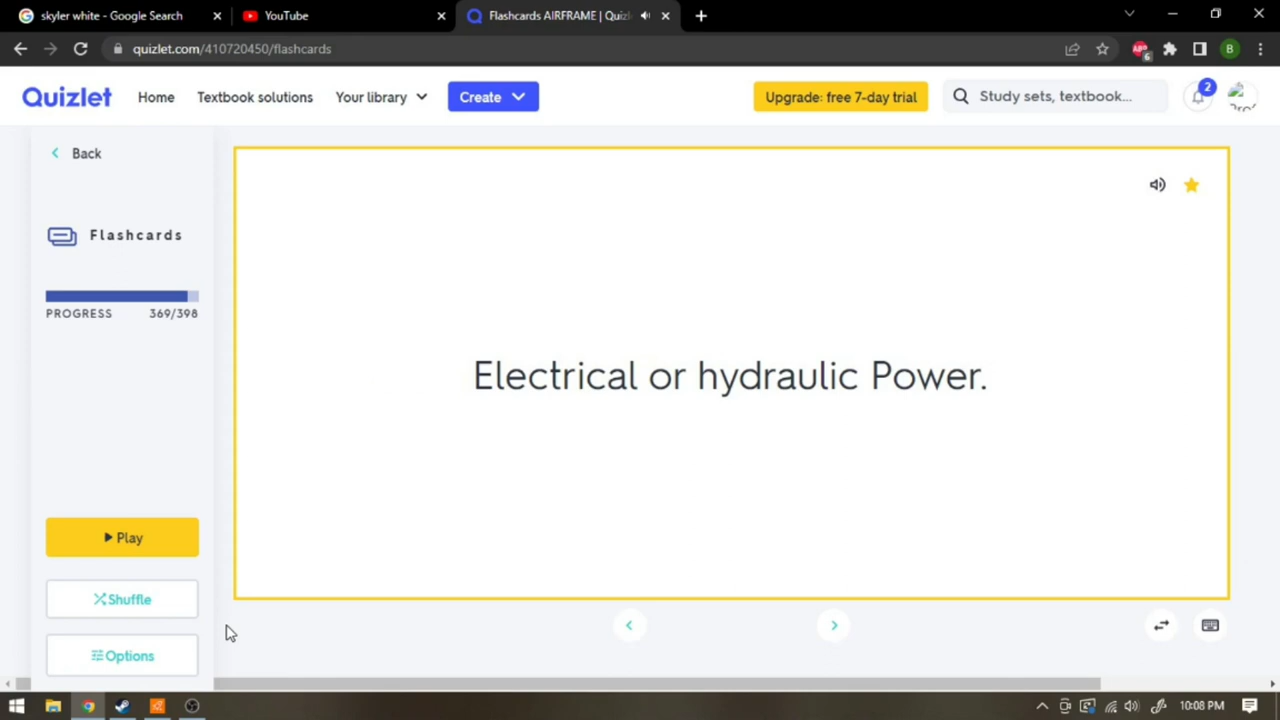 skyler white - Google Search
YouTube
Flashcards AIRFRAME | Quizl
quizlet.com/410720450/flashcards
6
B
Quizlet
Home
Textbook solutions
Your library
Create
Upgrade: free 7-day trial
Study sets, textbook...
2
Back
Flashcards
PROGRESS 369/398
Electrical or hydraulic Power.
Play
Shuffle
Options
10:08 PM